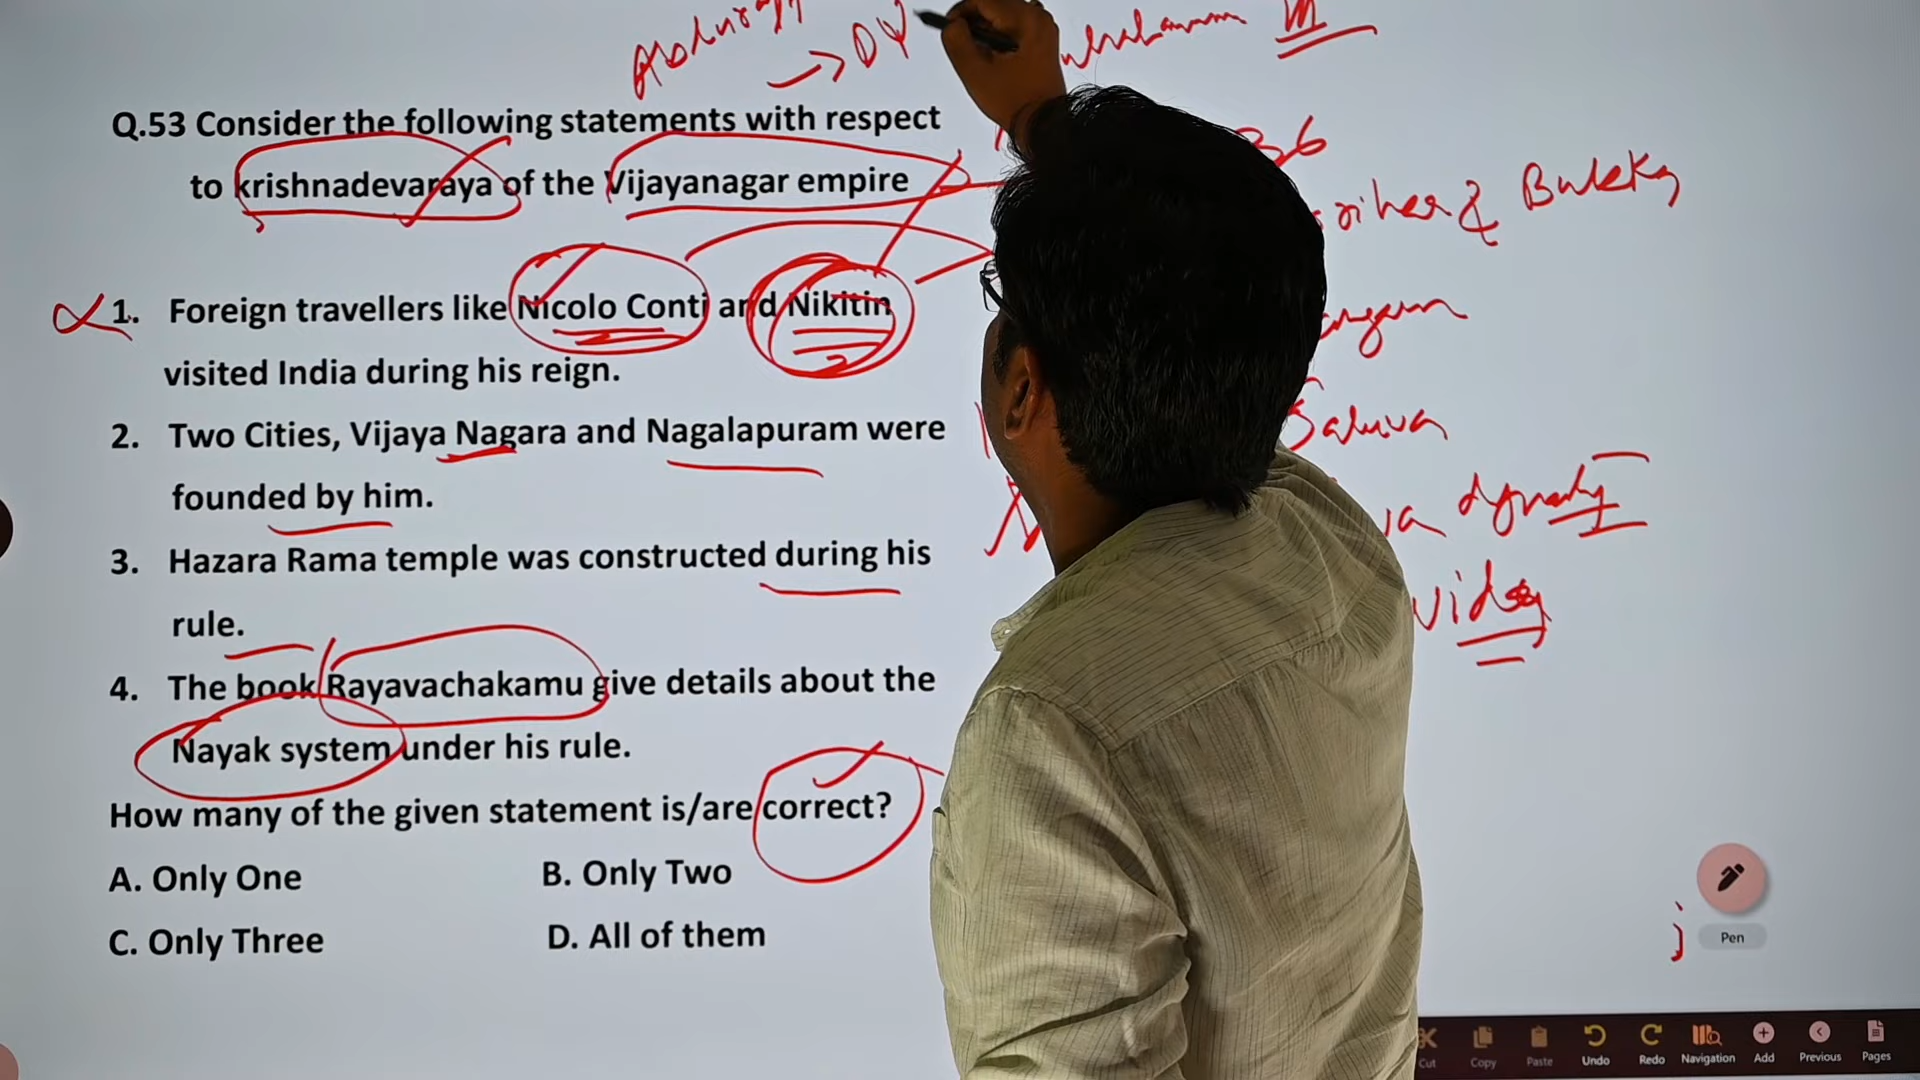 Q.53 Consider the following statements with respect
to krishnadevaraya of the Vijayanagar empire
1. Foreign travellers like Nicolo Conti and Nikitin
visited India during his reign.
2. Two Cities, Vijaya Nagara and Nagalapuram were
founded by him.
3. Hazara Rama temple was constructed during his
rule.
4. The book Rayavachakamu give details about the
Nayak system under his rule.
How many of the given statement is/are correct?
A. Only One
B. Only Two
C. Only Three
D. All of them
36
& Bukka
Saluva
dynasty
Pen
Cut
Copy
Paste
Undo
Redo
Navigation
Add
Previous
Pages